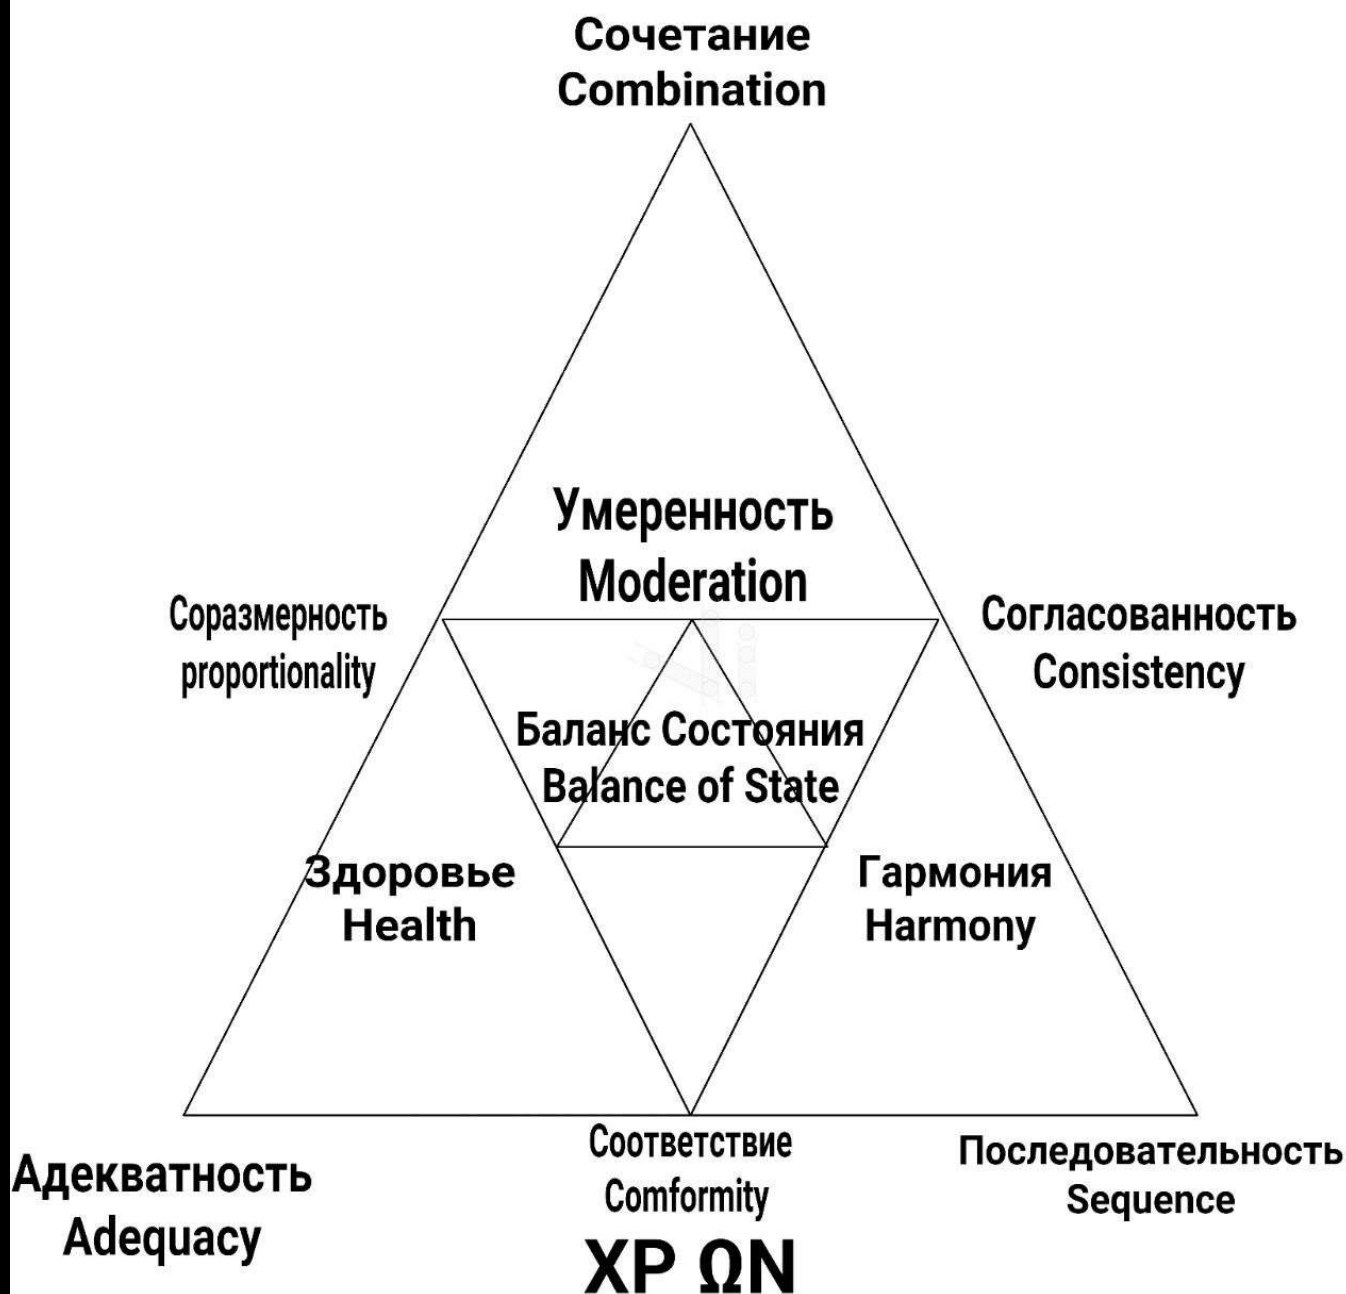 Сочетание
Combination
Умеренность
Moderation
Соразмерность
proportionality
Согласованность
Consistency
Баланс Состояния
Balance of State
Здоровье
Health
Гармония
Harmony
Адекватность
Adequacy
Соответствие
Comformity
Последовательность
Sequence
ΧΡ ΩΝ